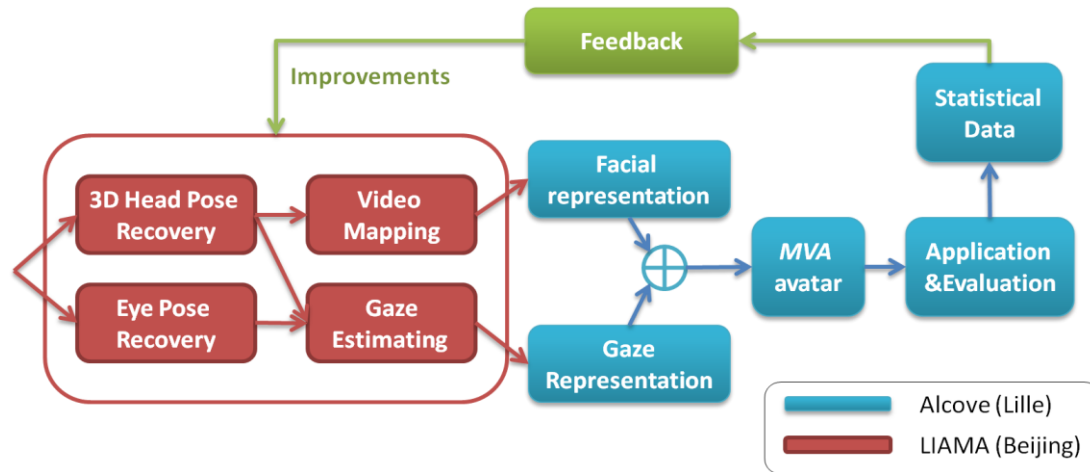 Feedback
Improvements
Statistical
Data
3D Head Pose
Recovery
Video
Mapping
Facial
representation
Eye Pose
Recovery
Gaze
Estimating
Gaze
Representation
MVA
avatar
Application
&Evaluation
Alcove (Lille)
LIAMA (Beijing)